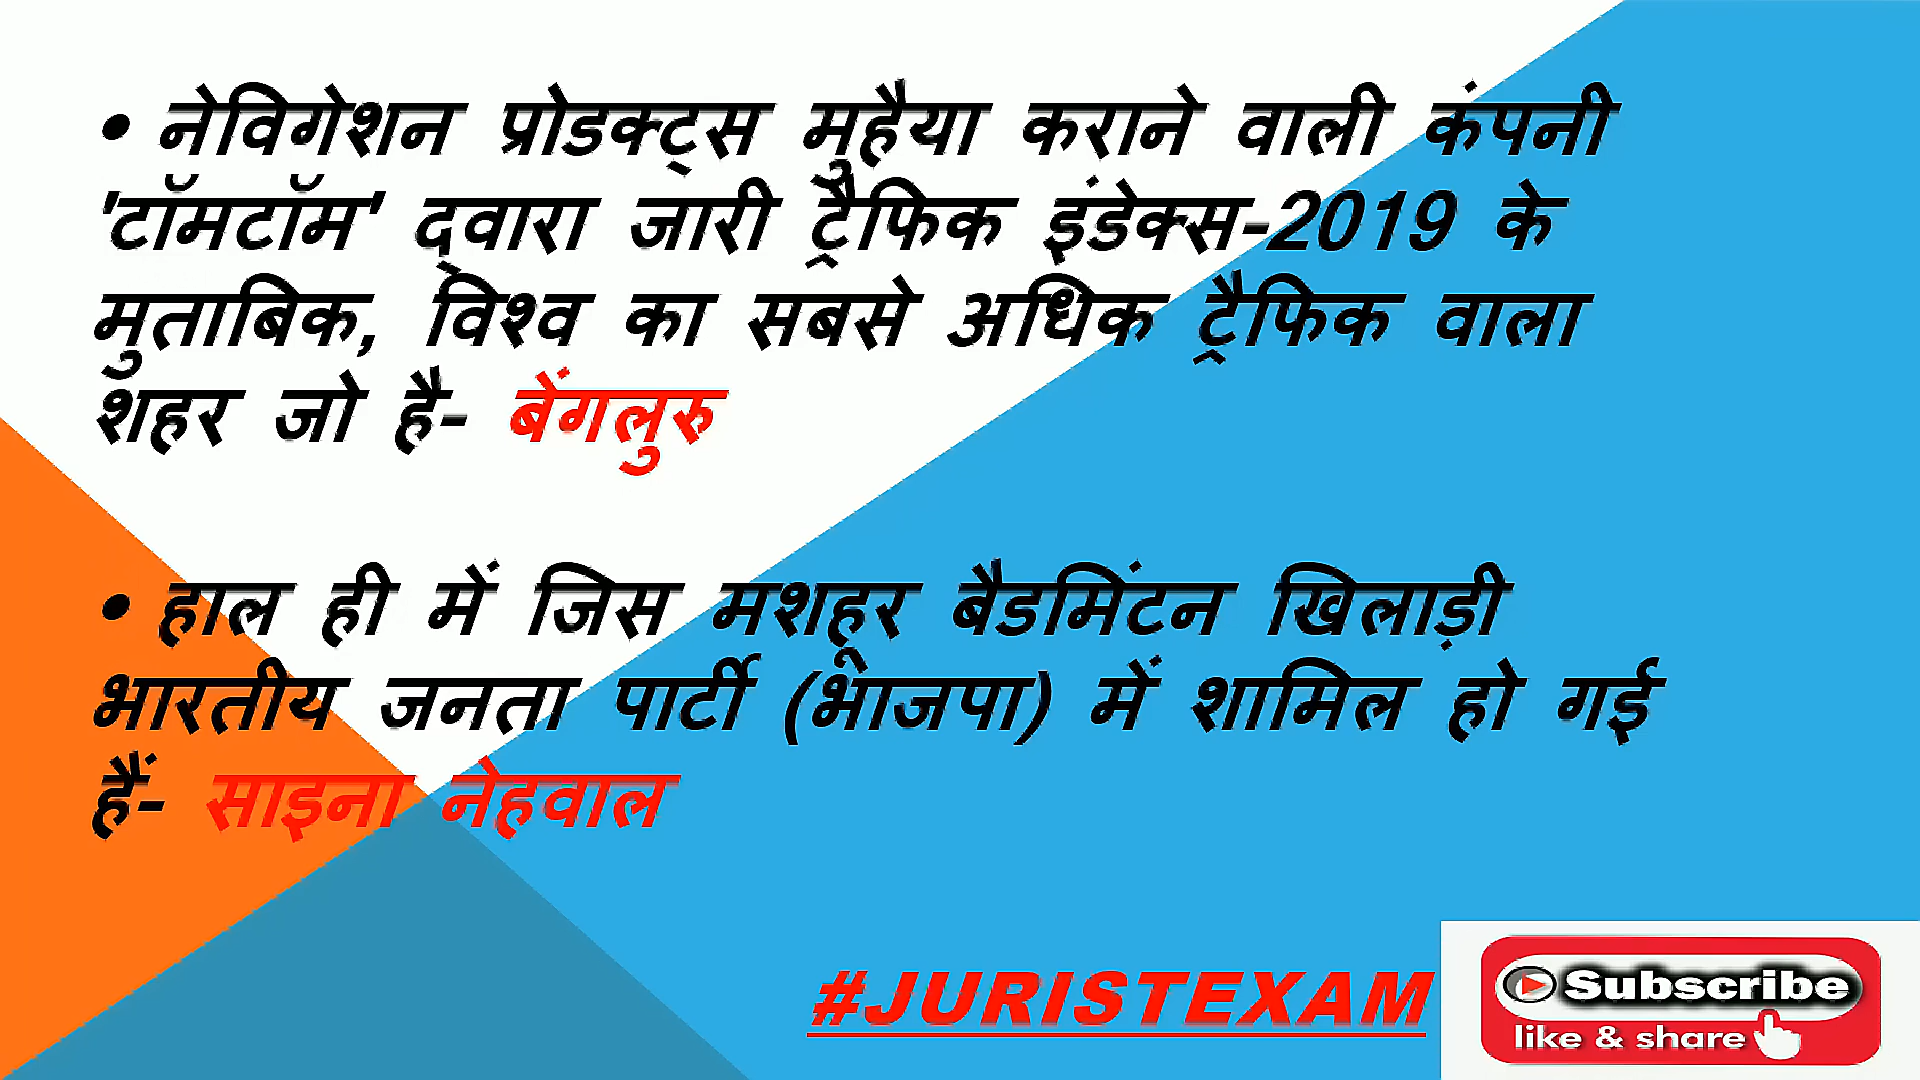 • नेविगेशन प्रोडक्ट्स मुहैया कराने वाली कंपनी
'टॉमटॉम' द्वारा जारी ट्रैफिक इंडेक्स-2019 के
मुताबिक, विश्व का सबसे अधिक ट्रैफिक वाला
शहर जो है- बेंगलुरु
• हाल ही में जिस मशहूर बैडमिंटन खिलाड़ी
भारतीय जनता पार्टी (भाजपा) में शामिल हो गई
हैं- साइना नेहवाल
#JURISTEXAM
Subscribe
like & share